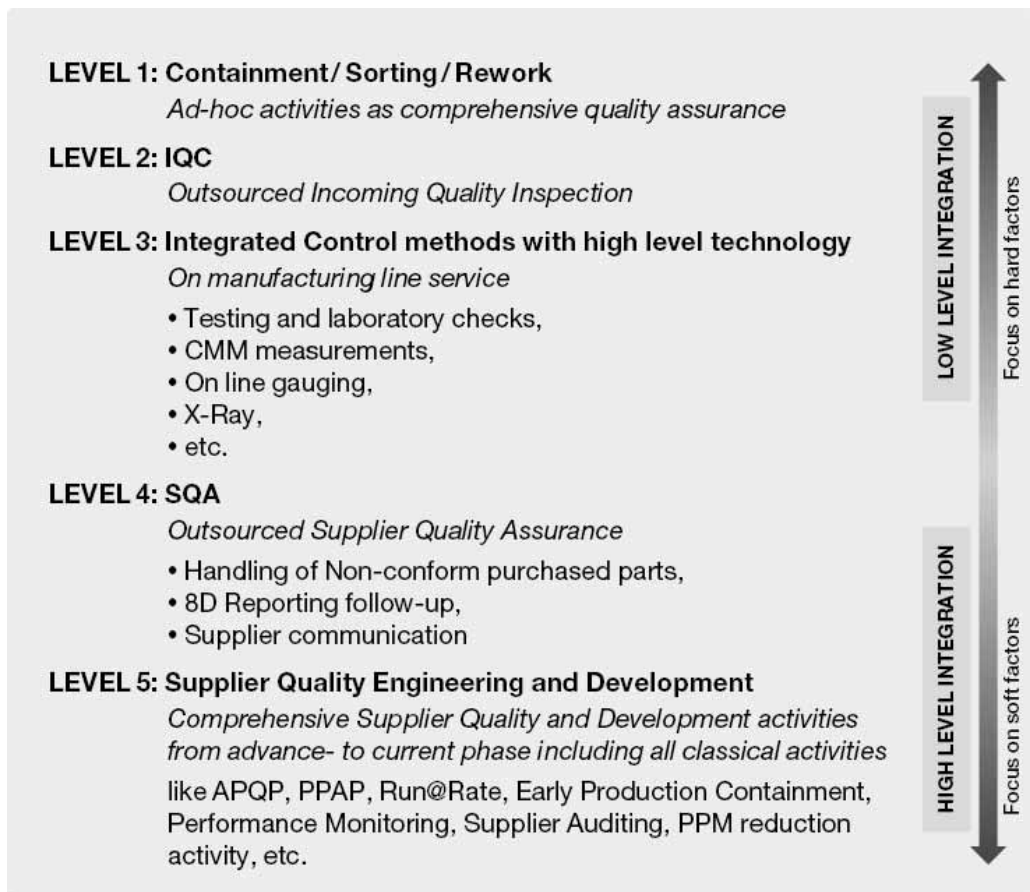 LEVEL 1: Containment/Sorting/Rework
Ad-hoc activities as comprehensive quality assurance
LEVEL 2: IQC
Outsourced Incoming Quality Inspection
LEVEL 3: Integrated Control methods with high level technology
On manufacturing line service
• Testing and laboratory checks,
• CMM measurements,
• On line gauging,
• X-Ray,
• etc.
LEVEL 4: SQA
Outsourced Supplier Quality Assurance
• Handling of Non-conform purchased parts,
• 8D Reporting follow-up,
• Supplier communication
LEVEL 5: Supplier Quality Engineering and Development
Comprehensive Supplier Quality and Development activities
from advance- to current phase including all classical activities
like APQP, PPAP, Run@Rate, Early Production Containment,
Performance Monitoring, Supplier Auditing, PPM reduction
activity, etc.
LOW LEVEL INTEGRATION
Focus on hard factors
HIGH LEVEL INTEGRATION
Focus on soft factors